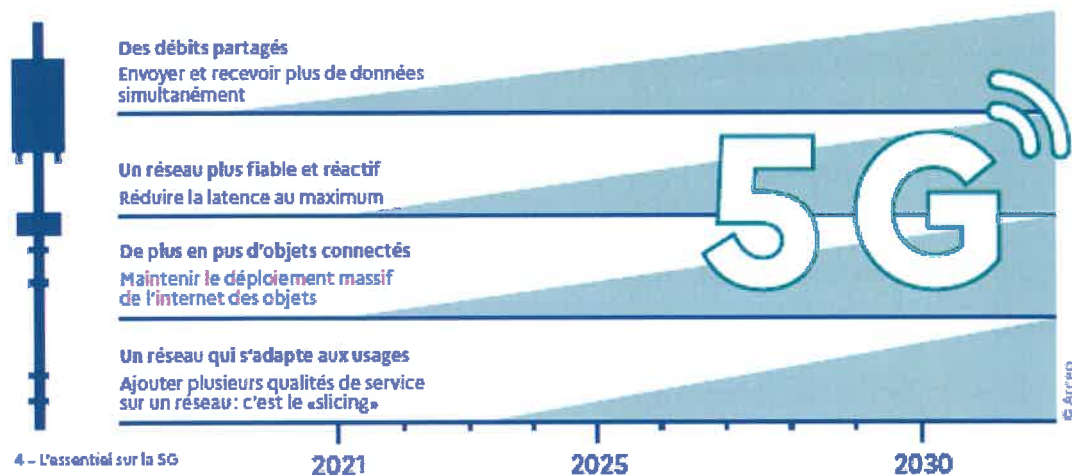 Des débits partagés
Envoyer et recevoir plus de données
simultanément
Un réseau plus fiable et réactif
Réduire la latence au maximum
De plus en pus d'objets connectés
Maintenir le déploiement massif
de l'internet des objets
Un réseau qui s'adapte aux usages
Ajouter plusieurs qualités de service
sur un réseau : c'est le «slicing»
5G
© Arcep
2021
2025
2030
4 - L'essentiel sur la 5G